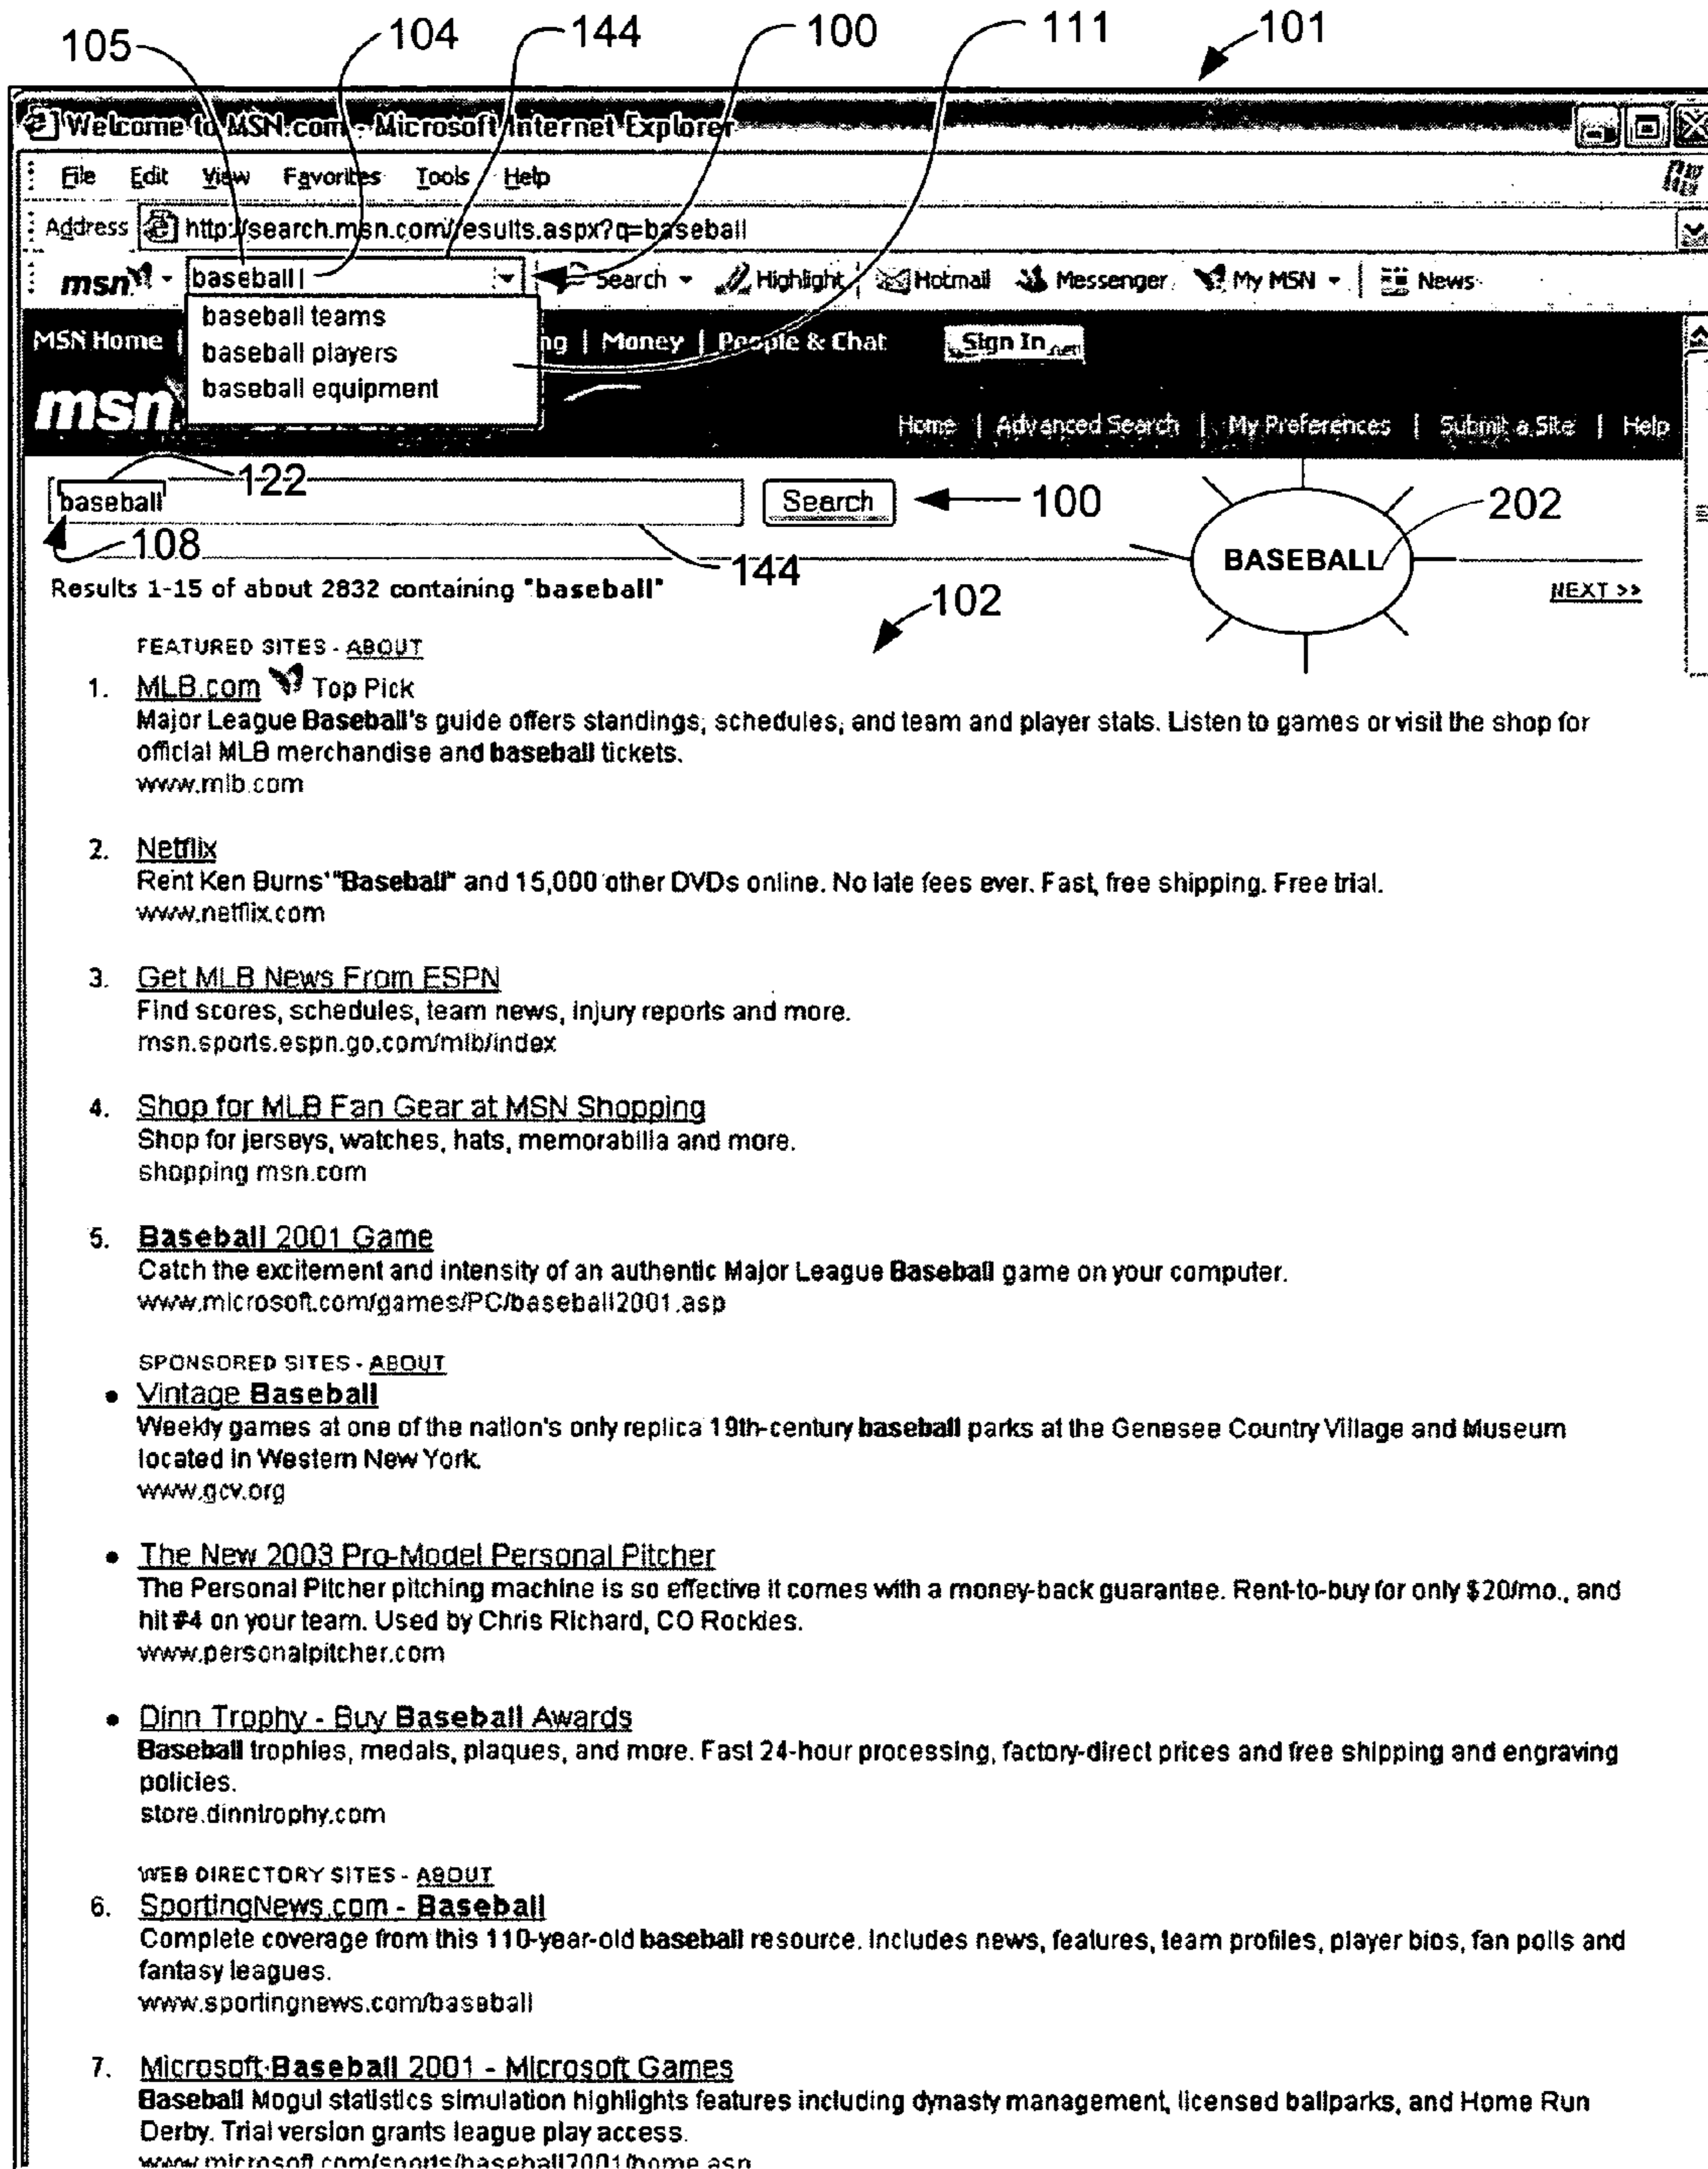 105 104 144 100 111 101
Welcome to MSN.com - Microsoft Internet Explorer
File Edit View Favorites Tools Help
Address http://search.msn.com/results.aspx?q=baseball
msn baseball Search Highlight Hotmail Messenger My MSN News
baseball teams
baseball players
baseball equipment
MSN Home | ng | Money | People & Chat Sign In .net
msn
Home | Advanced Search | My Preferences | Submit a Site | Help
122
baseball Search 100 202
108 144 BASEBALL
Results 1-15 of about 2832 containing "baseball" NEXT >>
102
FEATURED SITES - ABOUT
1. MLB.com Top Pick
Major League Baseball's guide offers standings, schedules, and team and player stats. Listen to games or visit the shop for
official MLB merchandise and baseball tickets.
www.mlb.com
2. Netflix
Rent Ken Burns' "Baseball" and 15,000 other DVDs online. No late fees ever. Fast, free shipping. Free trial.
www.netflix.com
3. Get MLB News From ESPN
Find scores, schedules, team news, injury reports and more.
msn.sports.espn.go.com/mlb/index
4. Shop for MLB Fan Gear at MSN Shopping
Shop for jerseys, watches, hats, memorabilia and more.
shopping msn.com
5. Baseball 2001 Game
Catch the excitement and intensity of an authentic Major League Baseball game on your computer.
www.microsoft.com/games/PC/baseball2001.asp
SPONSORED SITES - ABOUT
• Vintage Baseball
Weekly games at one of the nation's only replica 19th-century baseball parks at the Genesee Country Village and Museum
located in Western New York.
www.gcv.org
• The New 2003 Pro-Model Personal Pitcher
The Personal Pitcher pitching machine is so effective it comes with a money-back guarantee. Rent-to-buy for only $20/mo., and
hit #4 on your team. Used by Chris Richard, CO Rockies.
www.personalpitcher.com
• Dinn Trophy - Buy Baseball Awards
Baseball trophies, medals, plaques, and more. Fast 24-hour processing, factory-direct prices and free shipping and engraving
policies.
store.dinntrophy.com
WEB DIRECTORY SITES - ABOUT
6. SportingNews.com - Baseball
Complete coverage from this 110-year-old baseball resource. Includes news, features, team profiles, player bios, fan polls and
fantasy leagues.
www.sportingnews.com/baseball
7. Microsoft Baseball 2001 - Microsoft Games
Baseball Mogul statistics simulation highlights features including dynasty management, licensed ballparks, and Home Run
Derby. Trial version grants league play access.
www.microsoft.com/sports/baseball2001/home.asp